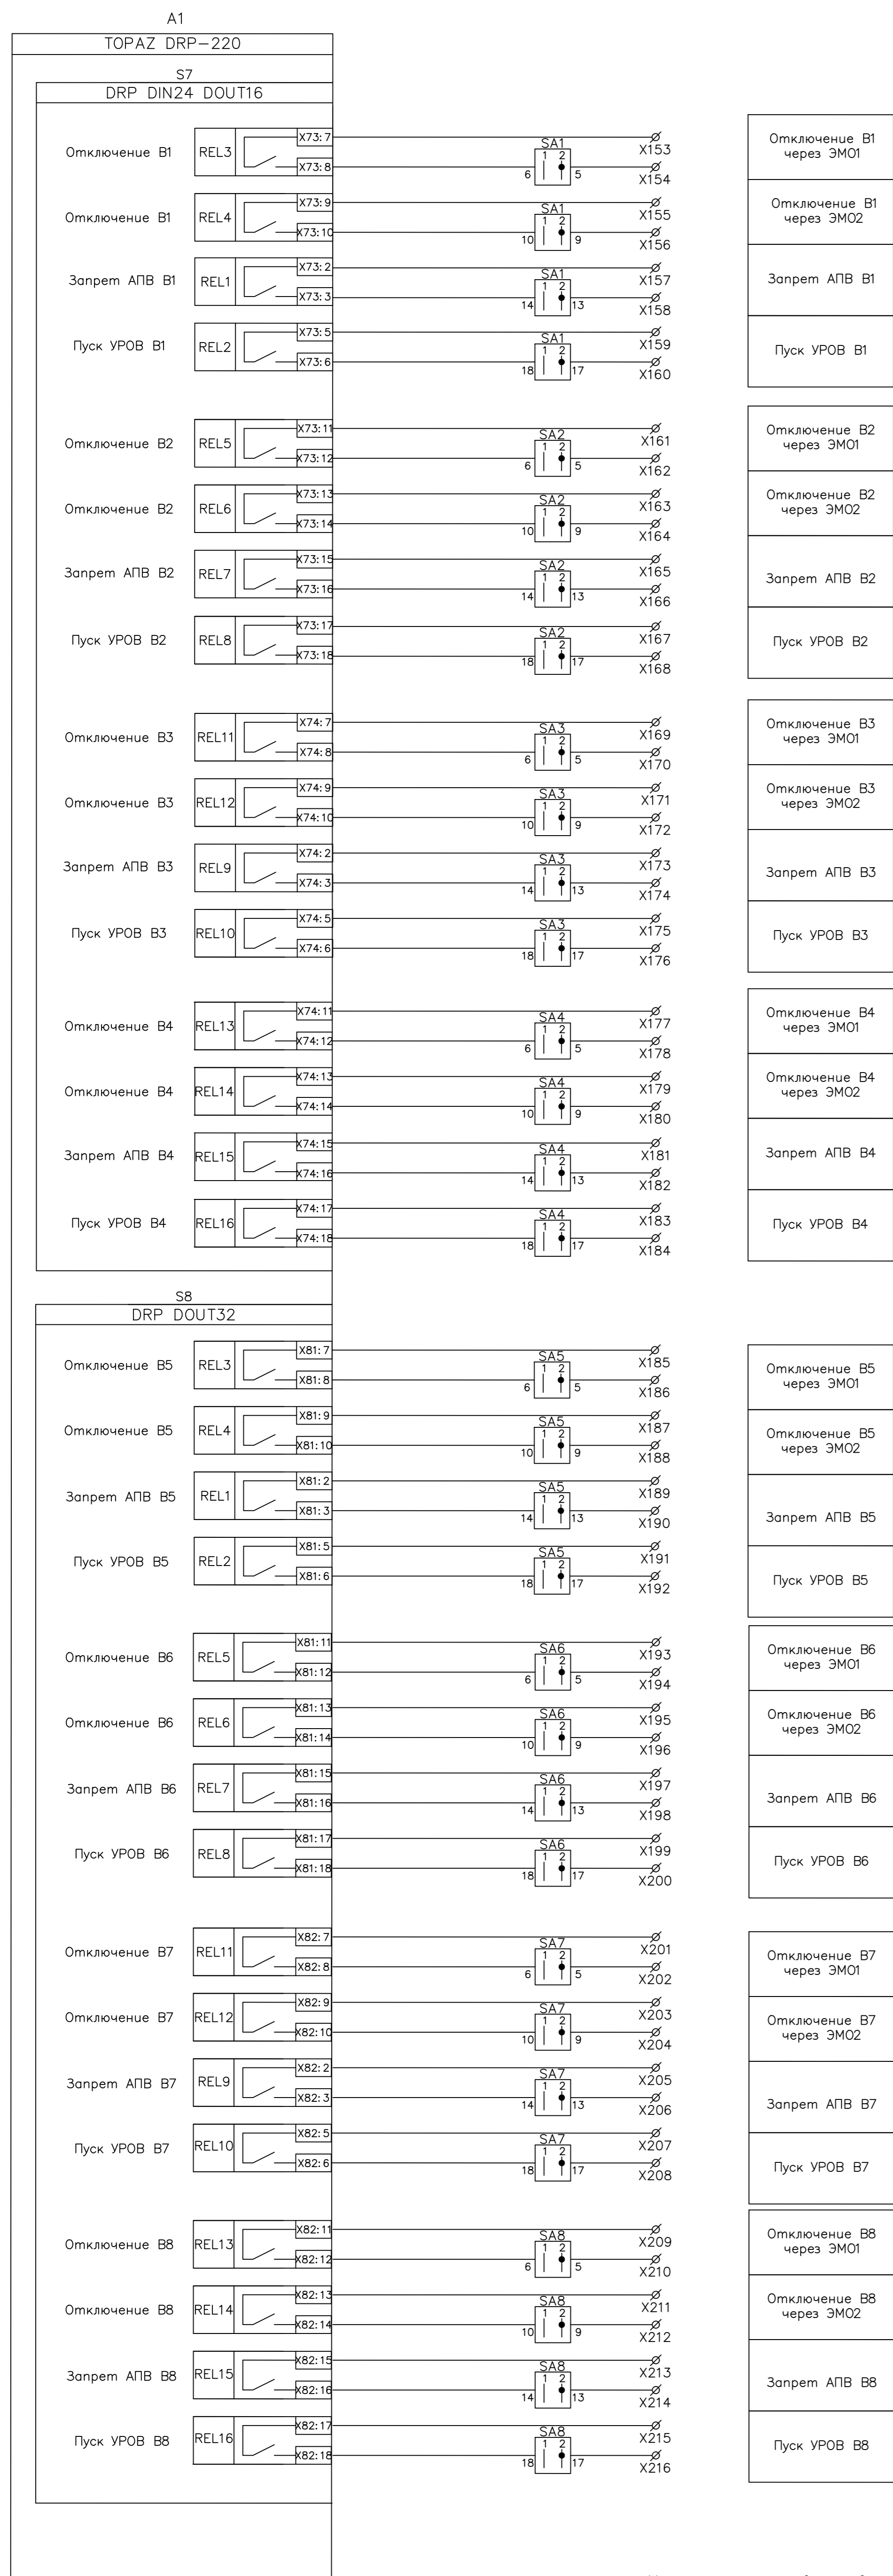 A1
TOPAZ DRP-220
S7
DRP DIN24 DOUT16
Отключение В1
REL3
X73:7
X73:8
SA1
1 2
6 5
X153
X154
Отключение В1
через ЭМО1
Отключение В1
REL4
X73:9
X73:10
SA1
1 2
10 9
X155
X156
Отключение В1
через ЭМО2
Запрет АПВ В1
REL1
X73:2
X73:3
SA1
1 2
14 13
X157
X158
Запрет АПВ В1
Пуск УРОВ В1
REL2
X73:5
X73:6
SA1
1 2
18 17
X159
X160
Пуск УРОВ В1
Отключение В2
REL5
X73:11
X73:12
SA2
1 2
6 5
X161
X162
Отключение В2
через ЭМО1
Отключение В2
REL6
X73:13
X73:14
SA2
1 2
10 9
X163
X164
Отключение В2
через ЭМО2
Запрет АПВ В2
REL7
X73:15
X73:16
SA2
1 2
14 13
X165
X166
Запрет АПВ В2
Пуск УРОВ В2
REL8
X73:17
X73:18
SA2
1 2
18 17
X167
X168
Пуск УРОВ В2
Отключение В3
REL11
X74:7
X74:8
SA3
1 2
6 5
X169
X170
Отключение В3
через ЭМО1
Отключение В3
REL12
X74:9
X74:10
SA3
1 2
10 9
X171
X172
Отключение В3
через ЭМО2
Запрет АПВ В3
REL9
X74:2
X74:3
SA3
1 2
14 13
X173
X174
Запрет АПВ В3
Пуск УРОВ В3
REL10
X74:5
X74:6
SA3
1 2
18 17
X175
X176
Пуск УРОВ В3
Отключение В4
REL13
X74:11
X74:12
SA4
1 2
6 5
X177
X178
Отключение В4
через ЭМО1
Отключение В4
REL14
X74:13
X74:14
SA4
1 2
10 9
X179
X180
Отключение В4
через ЭМО2
Запрет АПВ В4
REL15
X74:15
X74:16
SA4
1 2
14 13
X181
X182
Запрет АПВ В4
Пуск УРОВ В4
REL16
X74:17
X74:18
SA4
1 2
18 17
X183
X184
Пуск УРОВ В4
S8
DRP DOUT32
Отключение В5
REL3
X81:7
X81:8
SA5
1 2
6 5
X185
X186
Отключение В5
через ЭМО1
Отключение В5
REL4
X81:9
X81:10
SA5
1 2
10 9
X187
X188
Отключение В5
через ЭМО2
Запрет АПВ В5
REL1
X81:2
X81:3
SA5
1 2
14 13
X189
X190
Запрет АПВ В5
Пуск УРОВ В5
REL2
X81:5
X81:6
SA5
1 2
18 17
X191
X192
Пуск УРОВ В5
Отключение В6
REL5
X81:11
X81:12
SA6
1 2
6 5
X193
X194
Отключение В6
через ЭМО1
Отключение В6
REL6
X81:13
X81:14
SA6
1 2
10 9
X195
X196
Отключение В6
через ЭМО2
Запрет АПВ В6
REL7
X81:15
X81:16
SA6
1 2
14 13
X197
X198
Запрет АПВ В6
Пуск УРОВ В6
REL8
X81:17
X81:18
SA6
1 2
18 17
X199
X200
Пуск УРОВ В6
Отключение В7
REL11
X82:7
X82:8
SA7
1 2
6 5
X201
X202
Отключение В7
через ЭМО1
Отключение В7
REL12
X82:9
X82:10
SA7
1 2
10 9
X203
X204
Отключение В7
через ЭМО2
Запрет АПВ В7
REL9
X82:2
X82:3
SA7
1 2
14 13
X205
X206
Запрет АПВ В7
Пуск УРОВ В7
REL10
X82:5
X82:6
SA7
1 2
18 17
X207
X208
Пуск УРОВ В7
Отключение В8
REL13
X82:11
X82:12
SA8
1 2
6 5
X209
X210
Отключение В8
через ЭМО1
Отключение В8
REL14
X82:13
X82:14
SA8
1 2
10 9
X211
X212
Отключение В8
через ЭМО2
Запрет АПВ В8
REL15
X82:15
X82:16
SA8
1 2
14 13
X213
X214
Запрет АПВ В8
Пуск УРОВ В8
REL16
X82:17
X82:18
SA8
1 2
18 17
X215
X216
Пуск УРОВ В8